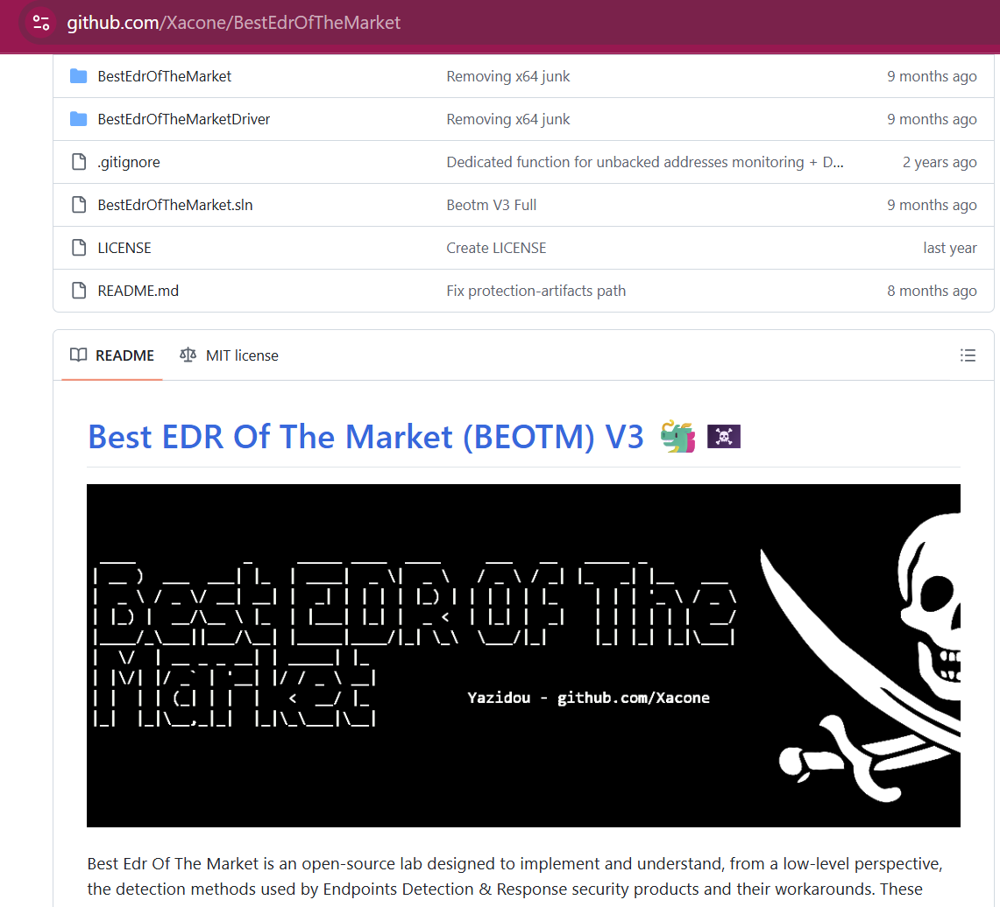 github.com/Xacone/BestEdrOfTheMarket
BestEdrOfTheMarket Removing x64 junk 9 months ago
BestEdrOfTheMarketDriver Removing x64 junk 9 months ago
.gitignore Dedicated function for unbacked addresses monitoring + D... 2 years ago
BestEdrOfTheMarket.sln Beotm V3 Full 9 months ago
LICENSE Create LICENSE last year
README.md Fix protection-artifacts path 8 months ago
README MIT license
Best EDR Of The Market (BEOTM) V3
Best EDR Of The
Market
Yazidou - github.com/Xacone
Best Edr Of The Market is an open-source lab designed to implement and understand, from a low-level perspective,
the detection methods used by Endpoints Detection & Response security products and their workarounds. These